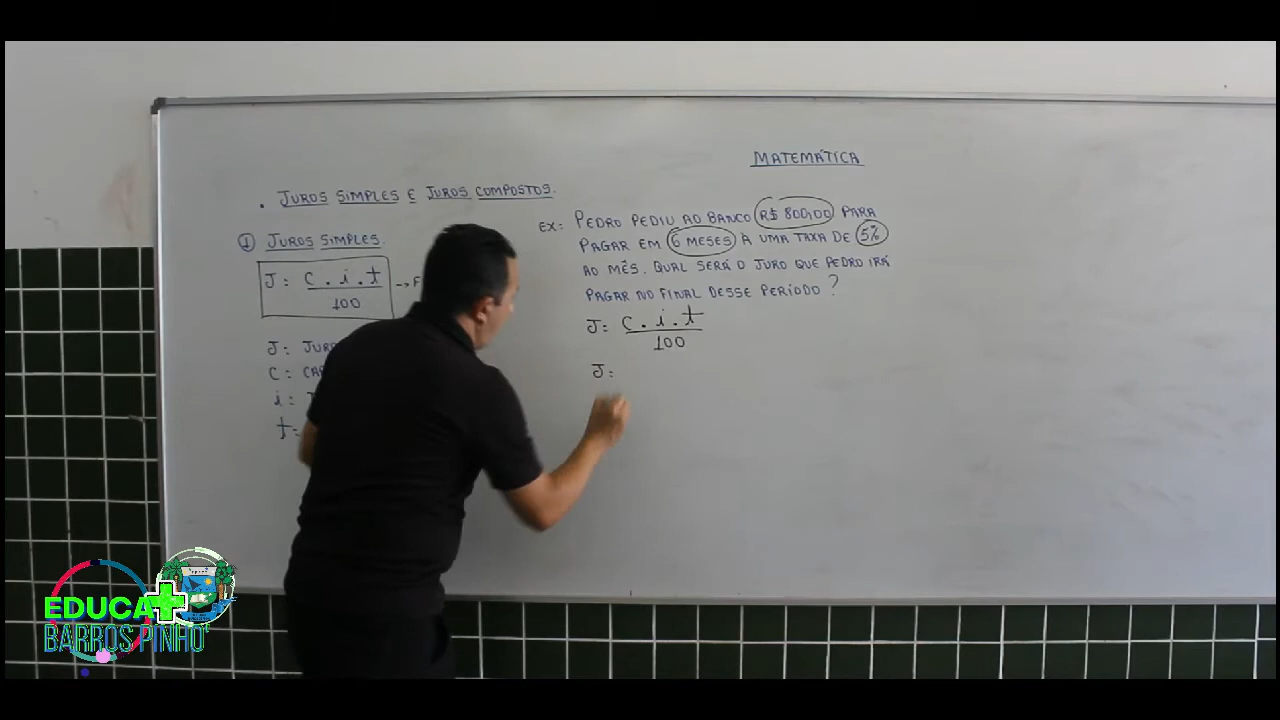 MATEMÁTICA
. JUROS SIMPLES E JUROS COMPOSTOS.
① JUROS SIMPLES.
J: C . i . t
100
→ F
J: JUR
C:
i:
t:
EX: PEDRO PEDIU AO BANCO R$ 800,00 PARA
PAGAR EM 6 MESES À UMA TAXA DE 5%
AO MÊS. QUAL SERÁ O JURO QUE PEDRO IRÁ
PAGAR NO FINAL DESSE PERÍODO?
J: C . i . t
100
J:
EDUCA+
BARROS PINHO